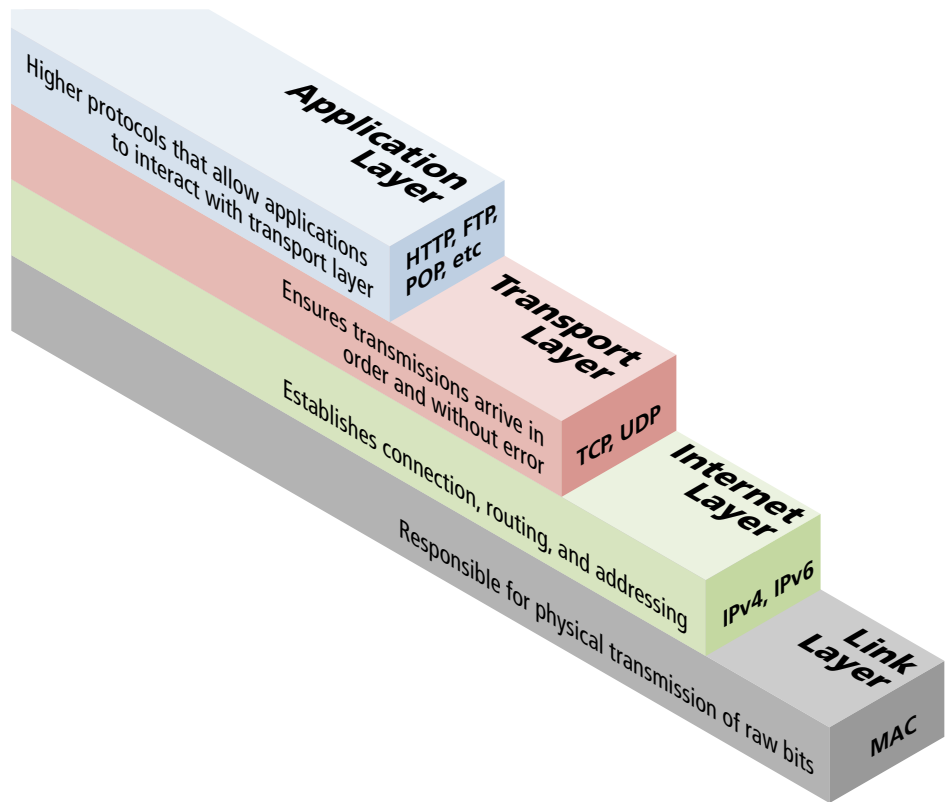 Application
Layer
Higher protocols that allow applications
to interact with transport layer
HTTP, FTP,
POP, etc
Transport
Layer
Ensures transmissions arrive in
order and without error
TCP, UDP
Internet
Layer
Establishes connection, routing, and addressing
IPv4, IPv6
Link
Layer
Responsible for physical transmission of raw bits
MAC